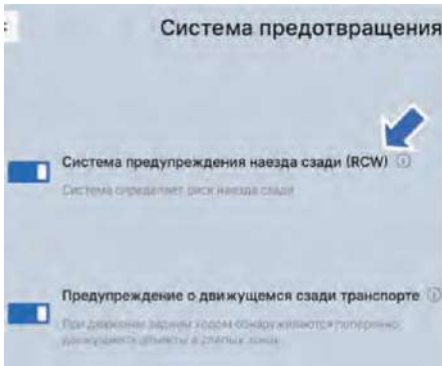 Система предотвращения
Система предупреждения наезда сзади (RCW)
Система определяет риск наезда сзади
Предупреждение о движущемся сзади транспорте
При движении задним ходом обнаруживаются поперечно
движущиеся объекты в слепых зонах